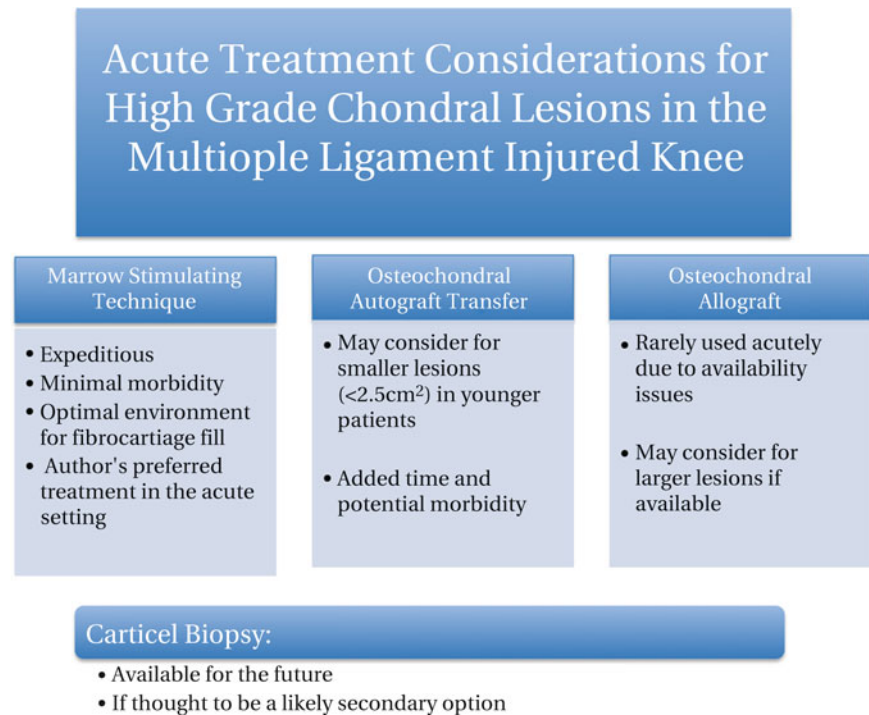 Acute Treatment Considerations for
High Grade Chondral Lesions in the
Multiople Ligament Injured Knee
Marrow Stimulating
Technique
• Expeditious
• Minimal morbidity
• Optimal environment
for fibrocartiage fill
• Author's preferred
treatment in the acute
setting
Osteochondral
Autograft Transfer
• May consider for
smaller lesions
(<2.5cm²) in younger
patients
• Added time and
potential morbidity
Osteochondral
Allograft
• Rarely used acutely
due to availability
issues
• May consider for
larger lesions if
available
Carticel Biopsy:
• Available for the future
• If thought to be a likely secondary option